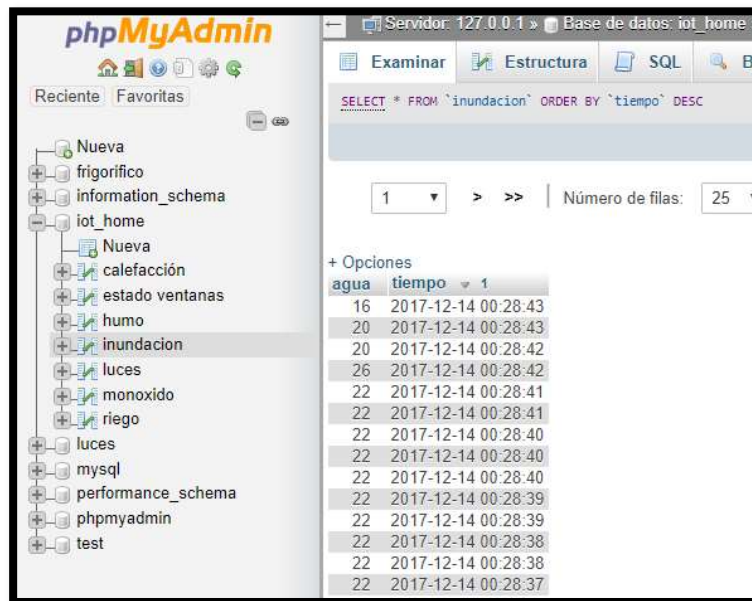 phpMyAdmin
Reciente Favoritas
Nueva
frigorifico
information_schema
iot_home
Nueva
calefacción
estado ventanas
humo
inundacion
luces
monoxido
riego
luces
mysql
performance_schema
phpmyadmin
test
← Servidor: 127.0.0.1 » Base de datos: iot_home
Examinar Estructura SQL B
SELECT * FROM `inundacion` ORDER BY `tiempo` DESC
1 > >> | Número de filas: 25
+ Opciones
agua tiempo 1
16 2017-12-14 00:28:43
20 2017-12-14 00:28:43
20 2017-12-14 00:28:42
26 2017-12-14 00:28:42
22 2017-12-14 00:28:41
22 2017-12-14 00:28:41
22 2017-12-14 00:28:40
22 2017-12-14 00:28:40
22 2017-12-14 00:28:40
22 2017-12-14 00:28:39
22 2017-12-14 00:28:39
22 2017-12-14 00:28:38
22 2017-12-14 00:28:38
22 2017-12-14 00:28:37